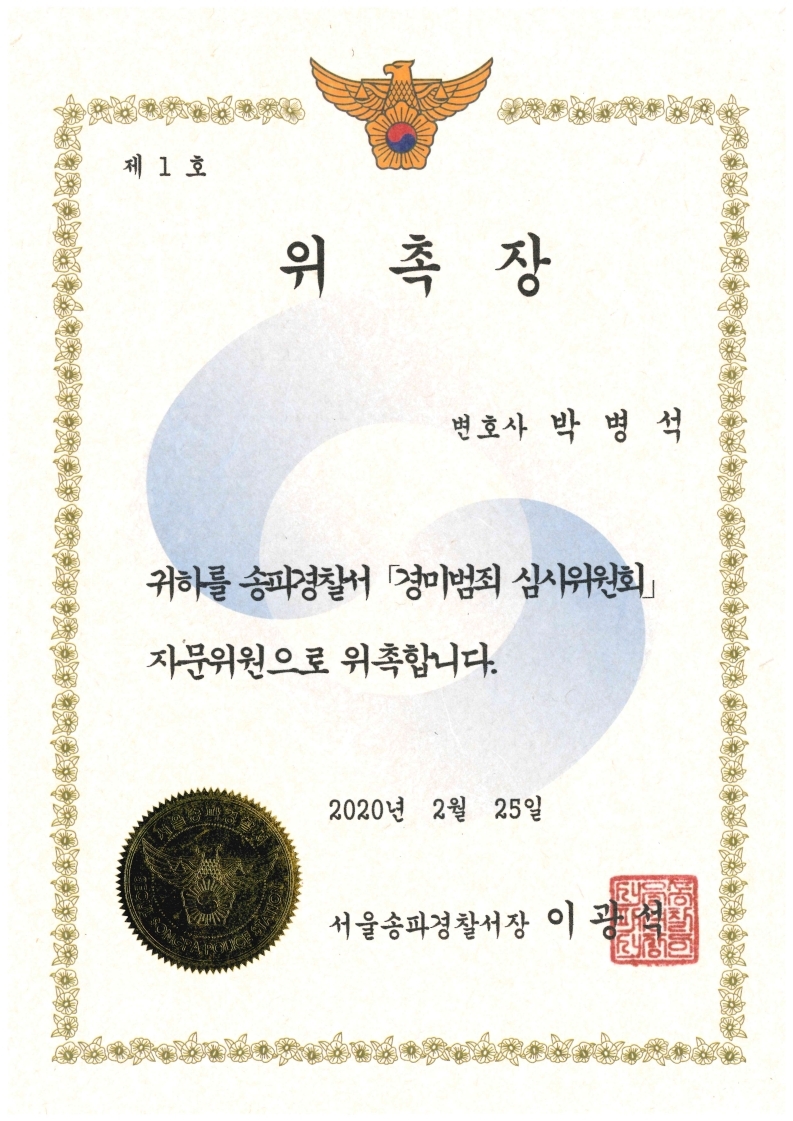 제 1 호
위 촉 장
변호사 박 병 석
귀하를 송파경찰서 「경미범죄 심사위원회」
자문위원으로 위촉합니다.
2020년 2월 25일
서울송파경찰서장 이 광 석